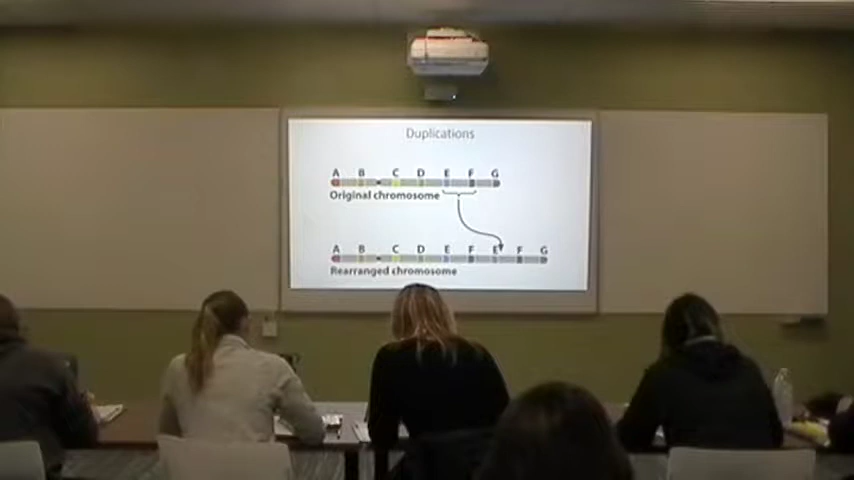 Duplications
A B C D E F G
Original chromosome
A B C D E F E F G
Rearranged chromosome